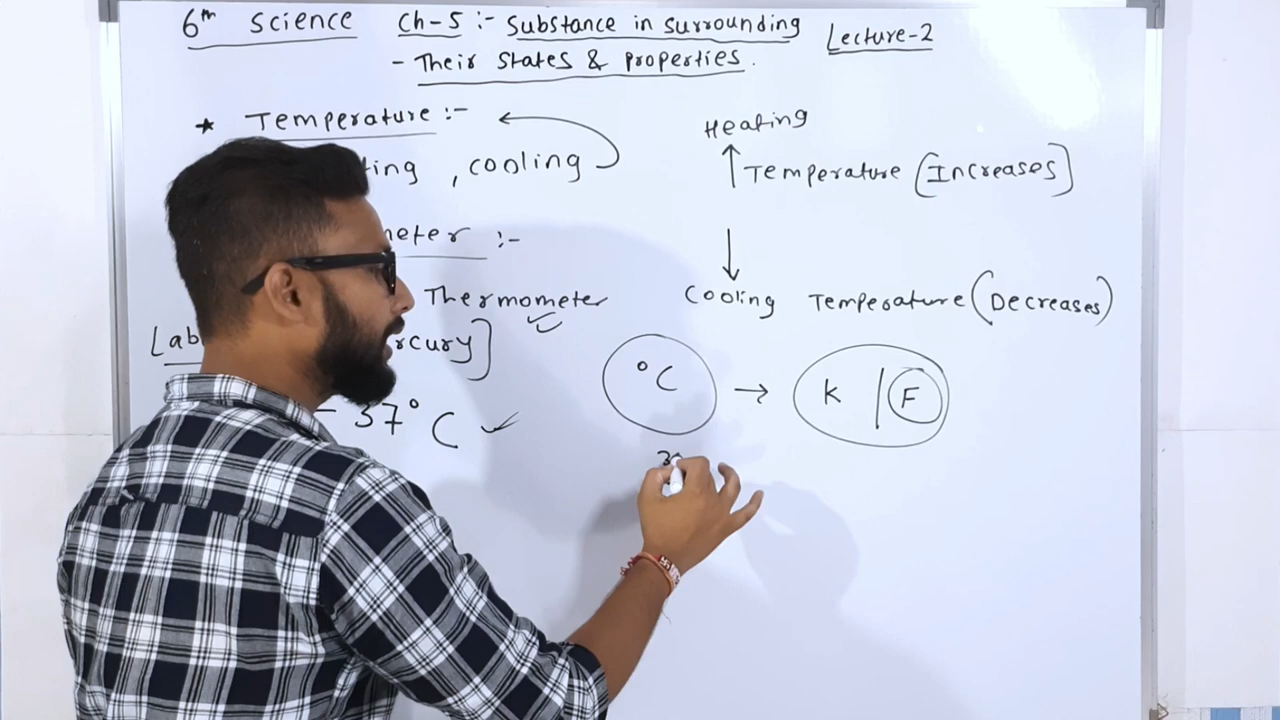 6th Science Ch-5 :- Substance in surrounding Lecture-2
- Their States & properties.
* Temperature :-
ting , cooling
meter :-
Thermometer
Lab rcury]
- 37° C ✓
Heating
↑ Temperature (Increases)
↓
Cooling Temperature (Decreases)
°C → K | F